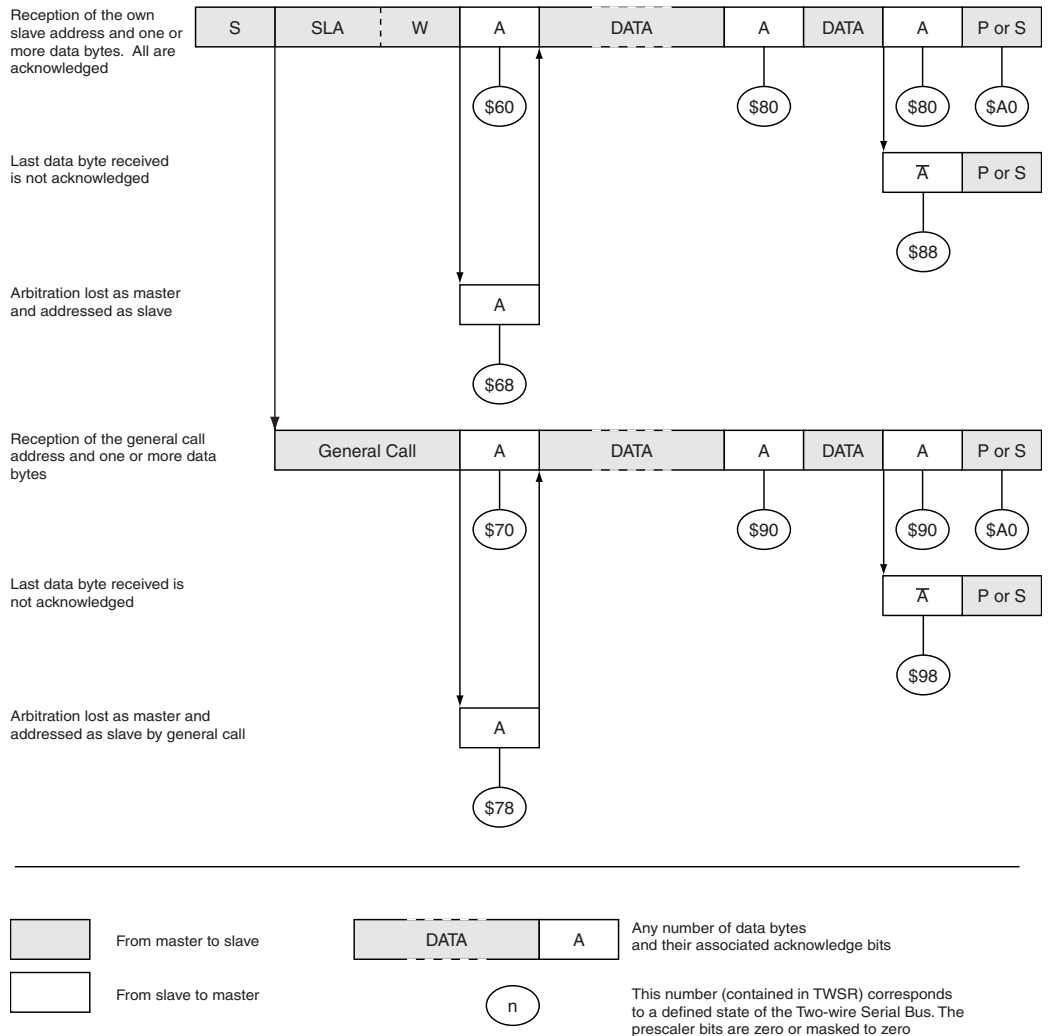 Reception of the own
slave address and one or
more data bytes. All are
acknowledged
S SLA W A DATA A DATA A P or S
$60 $80 $80 $A0
Last data byte received
is not acknowledged
A̅ P or S
$88
Arbitration lost as master
and addressed as slave
A
$68
Reception of the general call
address and one or more data
bytes
General Call A DATA A DATA A P or S
$70 $90 $90 $A0
Last data byte received is
not acknowledged
A̅ P or S
$98
Arbitration lost as master and
addressed as slave by general call
A
$78
From master to slave
DATA A
Any number of data bytes
and their associated acknowledge bits
From slave to master
n
This number (contained in TWSR) corresponds
to a defined state of the Two-wire Serial Bus. The
prescaler bits are zero or masked to zero